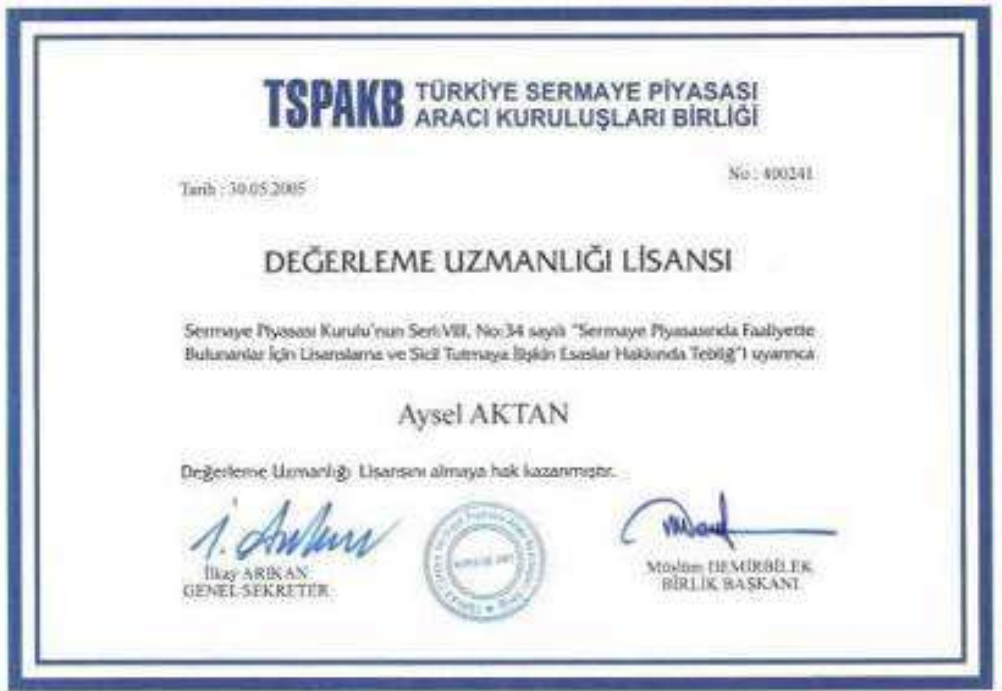 TSPAKB TÜRKİYE SERMAYE PİYASASI
ARACI KURULUŞLARI BİRLİĞİ
No : 400241
Tarih : 30.05.2005
DEĞERLEME UZMANLIĞI LİSANSI
Sermaye Piyasası Kurulu'nun Seri:VIII, No:34 sayılı "Sermaye Piyasasında Faaliyette
Bulunanlar İçin Lisanslama ve Sicil Tutmaya İlişkin Esaslar Hakkında Tebliğ"i uyarınca
Aysel AKTAN
Değerleme Uzmanlığı Lisansını almaya hak kazanmıştır.
İlkay ARIKAN
GENEL SEKRETER
Müslüm DEMİRBİLEK
BİRLİK BAŞKANI